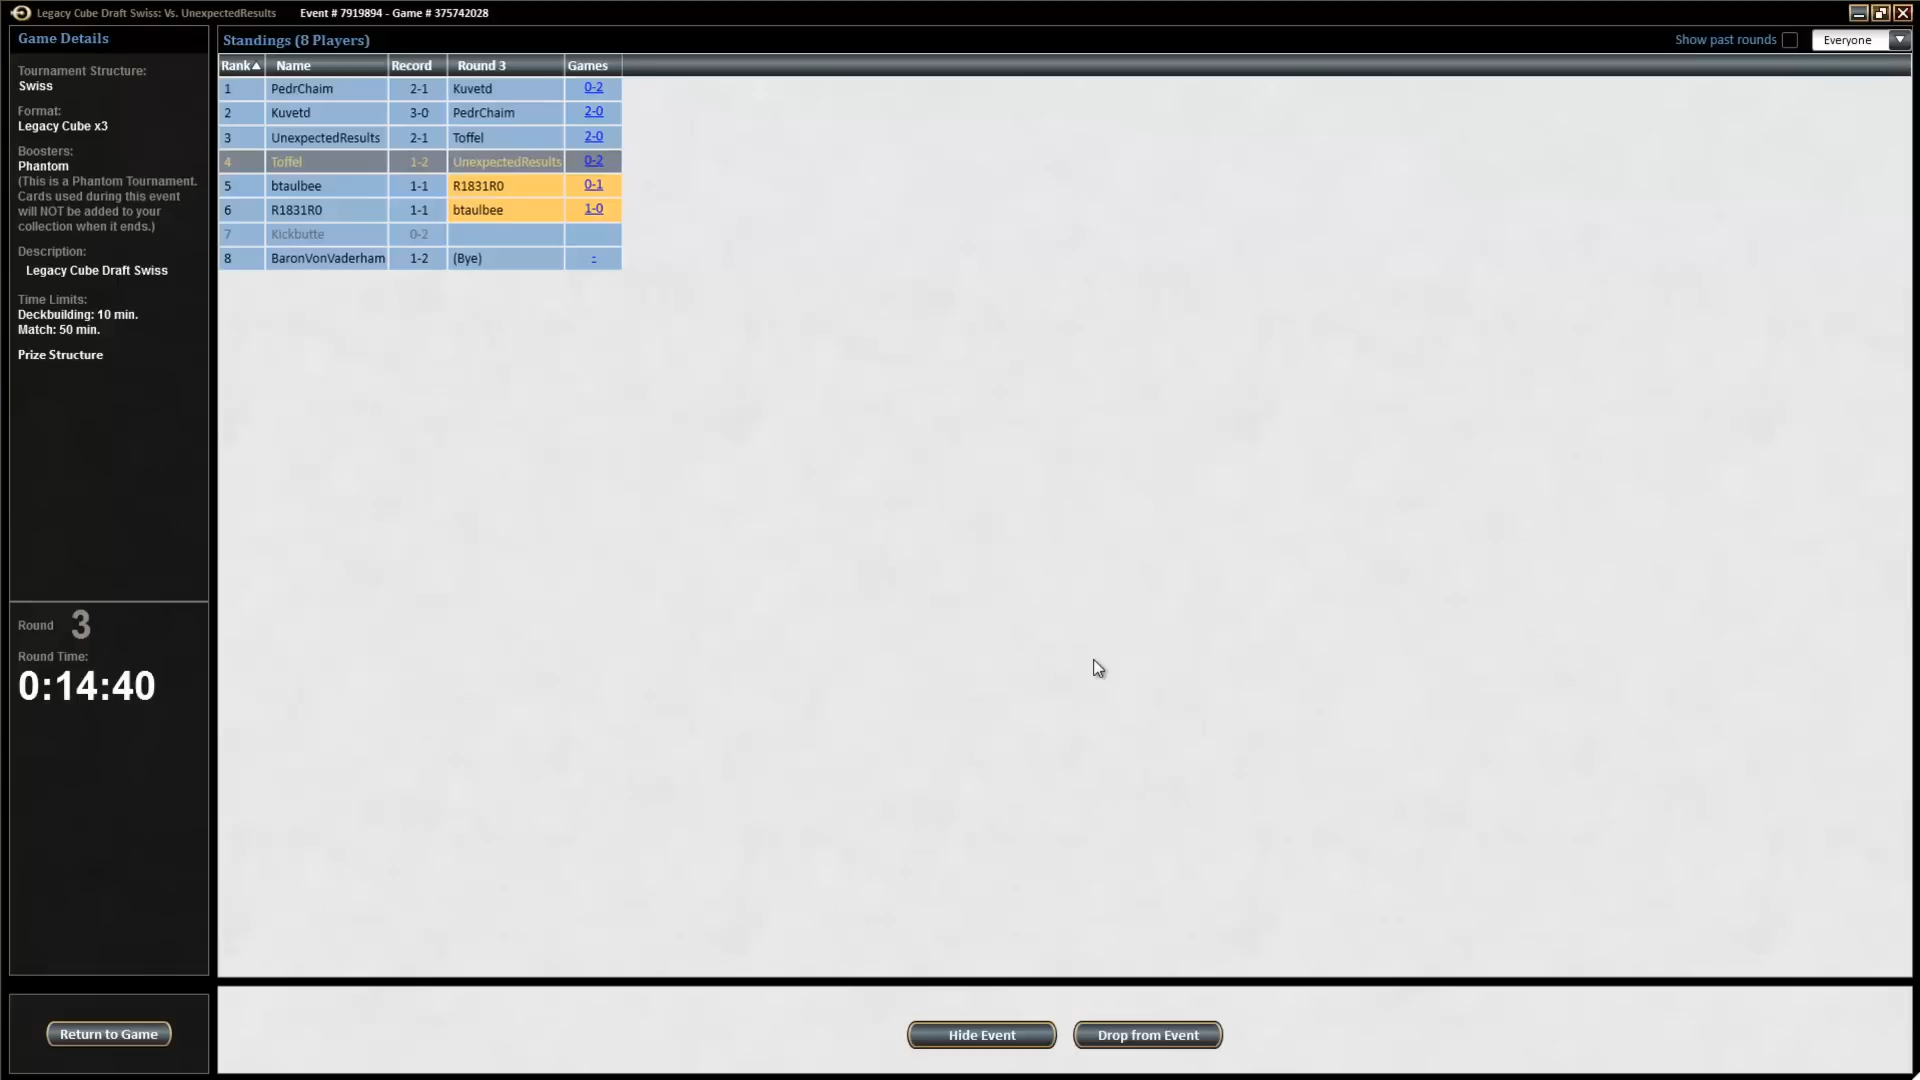 Legacy Cube Draft Swiss: Vs. UnexpectedResults Event # 7919894 - Game # 375742028
Game Details
Tournament Structure:
Swiss
Format:
Legacy Cube x3
Boosters:
Phantom
(This is a Phantom Tournament.
Cards used during this event
will NOT be added to your
collection when it ends.)
Description:
Legacy Cube Draft Swiss
Time Limits:
Deckbuilding: 10 min.
Match: 50 min.
Prize Structure
Round 3
Round Time:
0:14:40
Return to Game
Standings (8 Players)
Show past rounds Everyone
Rank Name Record Round 3 Games
1 PedrChaim 2-1 Kuvetd 0-2
2 Kuvetd 3-0 PedrChaim 2-0
3 UnexpectedResults 2-1 Toffel 2-0
4 Toffel 1-2 UnexpectedResults 0-2
5 btaulbee 1-1 R1831R0 0-1
6 R1831R0 1-1 btaulbee 1-0
7 Kickbutte 0-2
8 BaronVonVaderham 1-2 (Bye) -
Hide Event Drop from Event